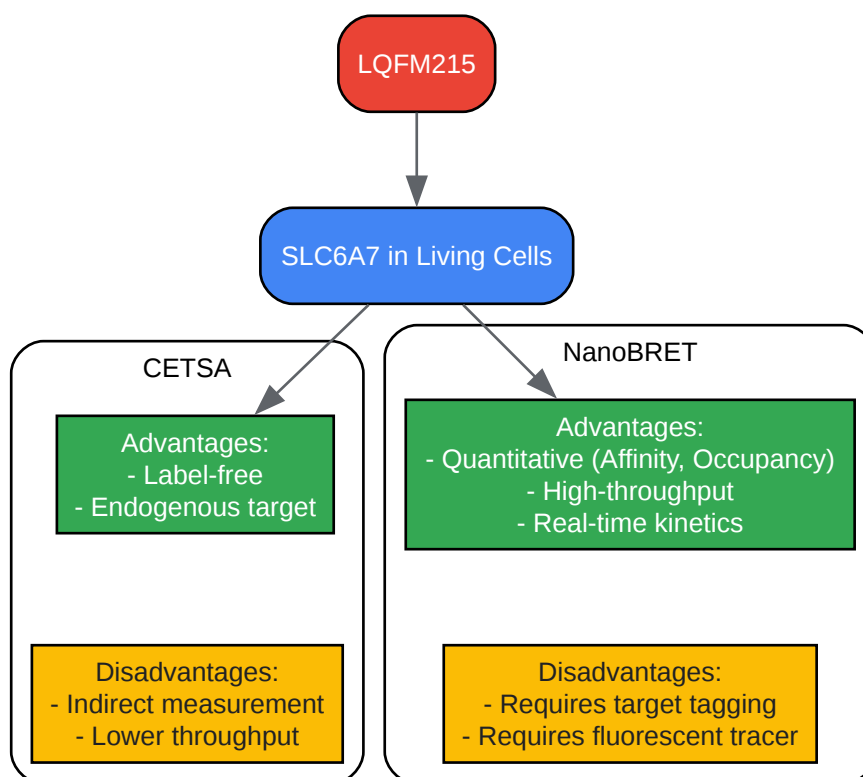 LQFM215
SLC6A7 in Living Cells
CETSA
Advantages:
- Label-free
- Endogenous target
Disadvantages:
- Indirect measurement
- Lower throughput
NanoBRET
Advantages:
- Quantitative (Affinity, Occupancy)
- High-throughput
- Real-time kinetics
Disadvantages:
- Requires target tagging
- Requires fluorescent tracer